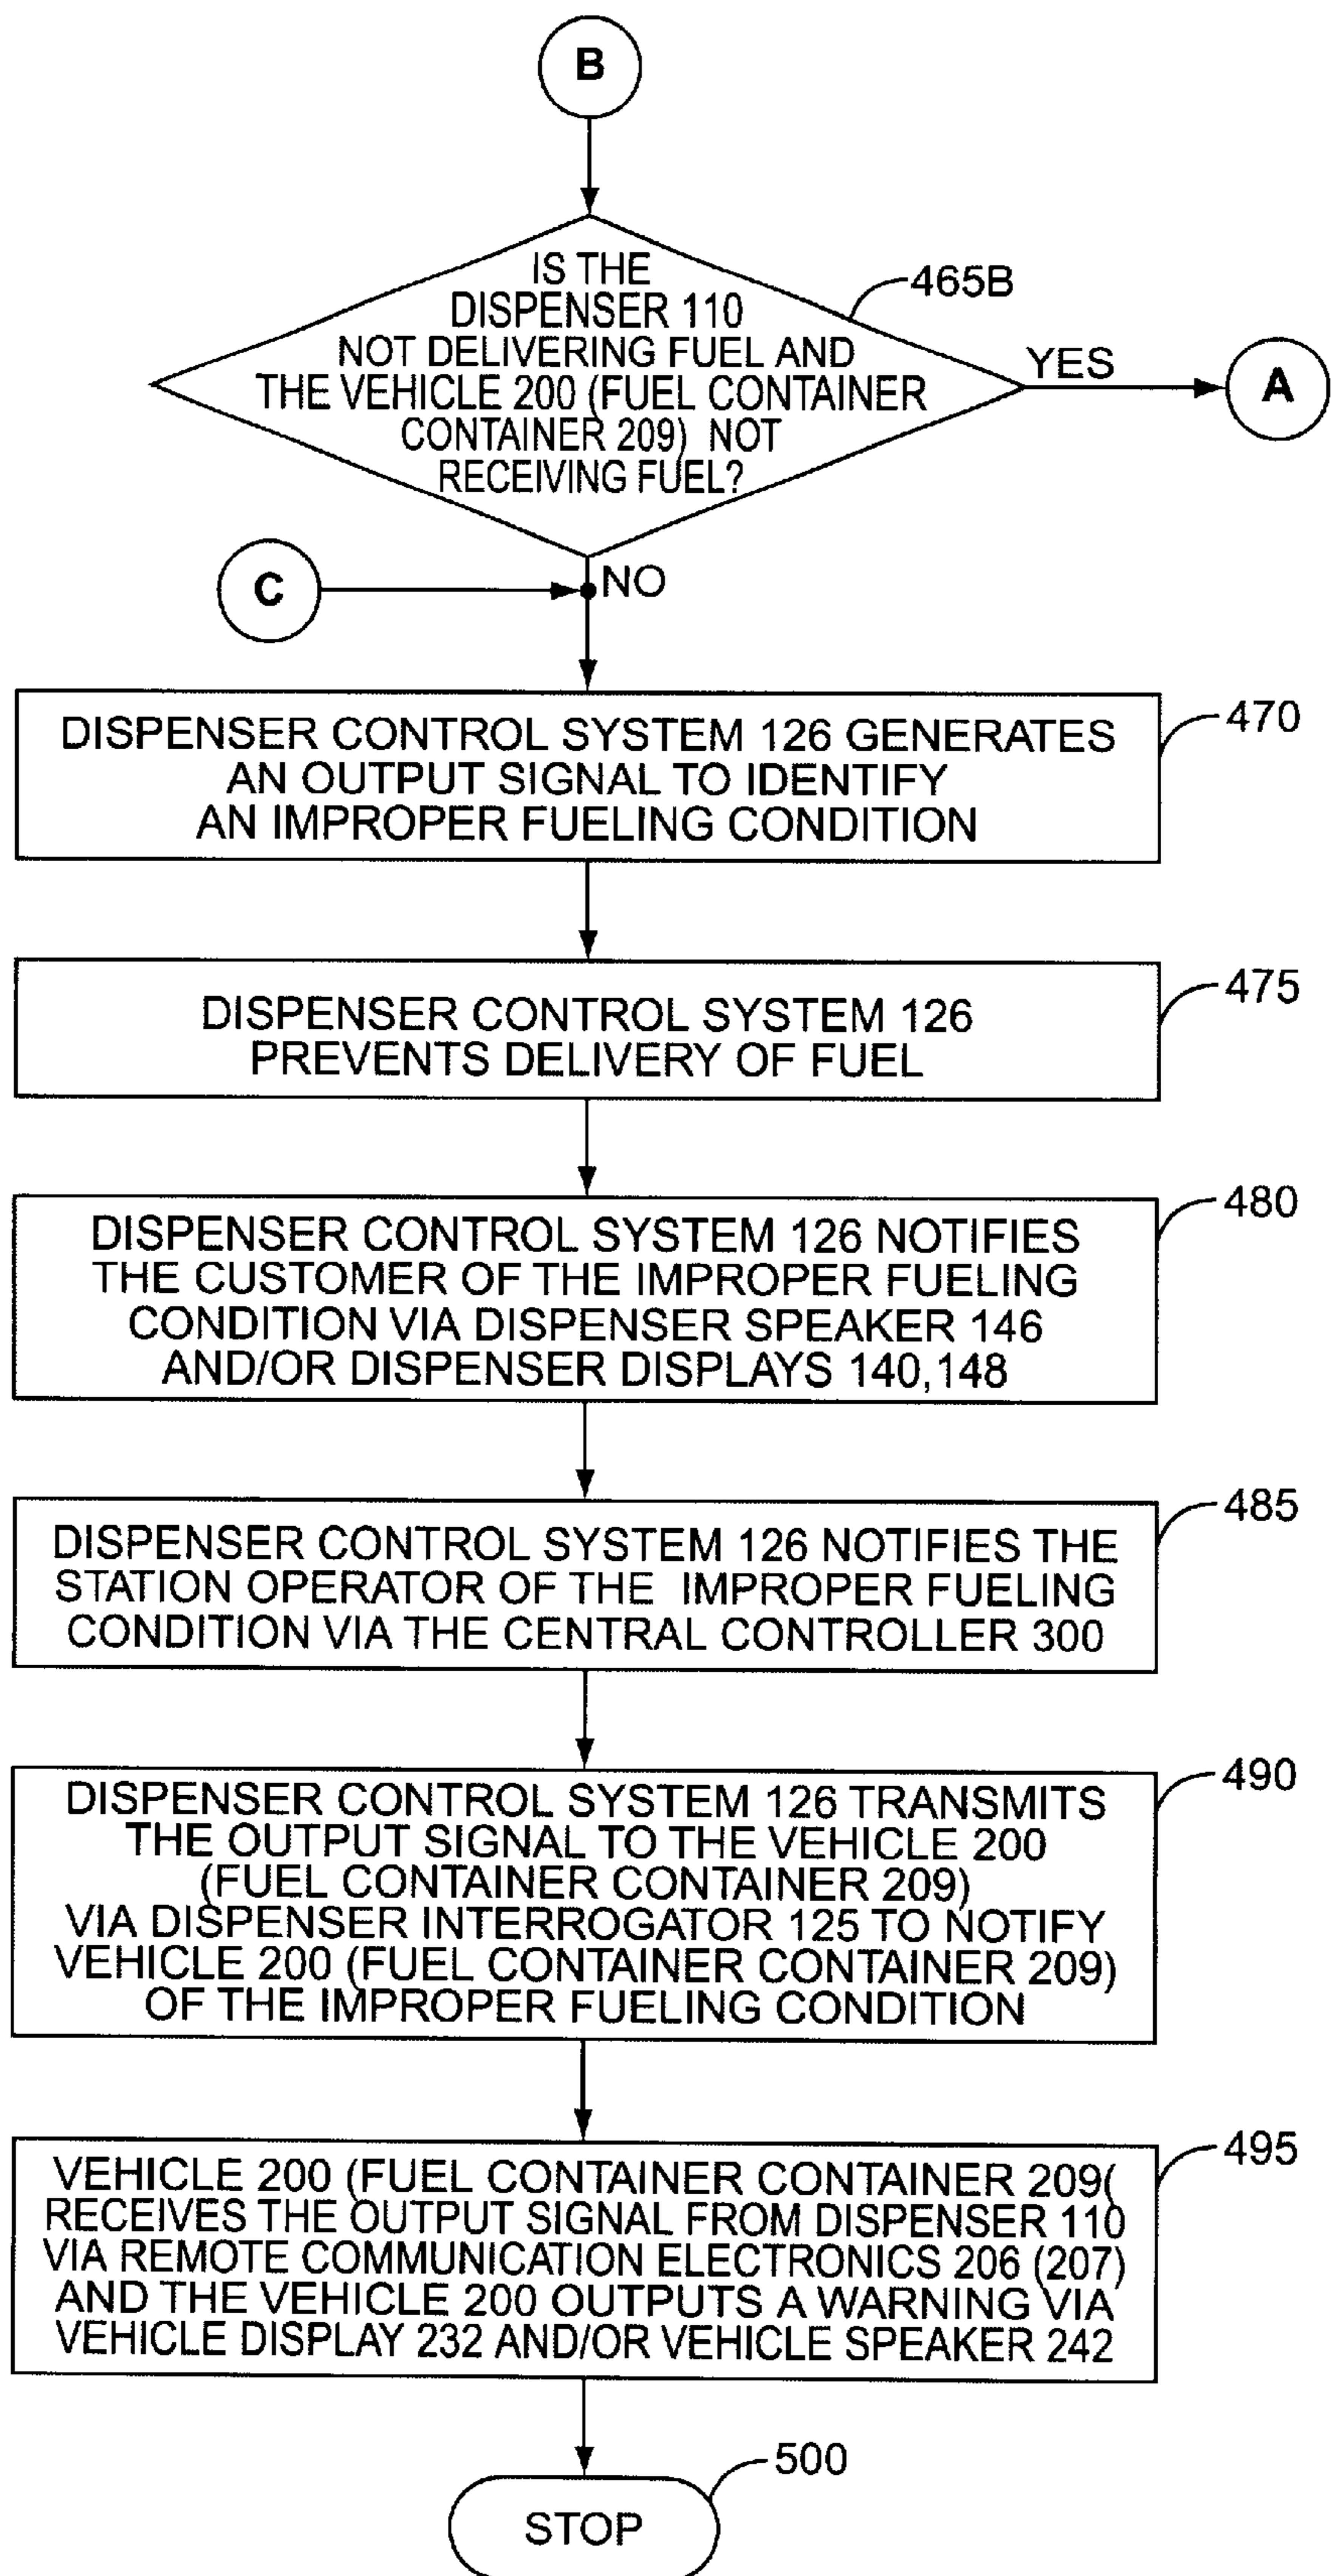 B
IS THE
DISPENSER 110
NOT DELIVERING FUEL AND
THE VEHICLE 200 (FUEL CONTAINER
CONTAINER 209) NOT
RECEIVING FUEL?
465B
YES
A
C
NO
DISPENSER CONTROL SYSTEM 126 GENERATES
AN OUTPUT SIGNAL TO IDENTIFY
AN IMPROPER FUELING CONDITION
470
DISPENSER CONTROL SYSTEM 126
PREVENTS DELIVERY OF FUEL
475
DISPENSER CONTROL SYSTEM 126 NOTIFIES
THE CUSTOMER OF THE IMPROPER FUELING
CONDITION VIA DISPENSER SPEAKER 146
AND/OR DISPENSER DISPLAYS 140,148
480
DISPENSER CONTROL SYSTEM 126 NOTIFIES THE
STATION OPERATOR OF THE IMPROPER FUELING
CONDITION VIA THE CENTRAL CONTROLLER 300
485
DISPENSER CONTROL SYSTEM 126 TRANSMITS
THE OUTPUT SIGNAL TO THE VEHICLE 200
(FUEL CONTAINER CONTAINER 209)
VIA DISPENSER INTERROGATOR 125 TO NOTIFY
VEHICLE 200 (FUEL CONTAINER CONTAINER 209)
OF THE IMPROPER FUELING CONDITION
490
VEHICLE 200 (FUEL CONTAINER CONTAINER 209(
RECEIVES THE OUTPUT SIGNAL FROM DISPENSER 110
VIA REMOTE COMMUNICATION ELECTRONICS 206 (207)
AND THE VEHICLE 200 OUTPUTS A WARNING VIA
VEHICLE DISPLAY 232 AND/OR VEHICLE SPEAKER 242
495
STOP
500